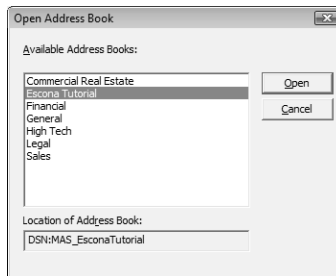 Open Address Book
Available Address Books:
Commercial Real Estate
Escona Tutorial
Financial
General
High Tech
Legal
Sales
Open
Cancel
Location of Address Book:
DSN:MAS_EsconaTutorial